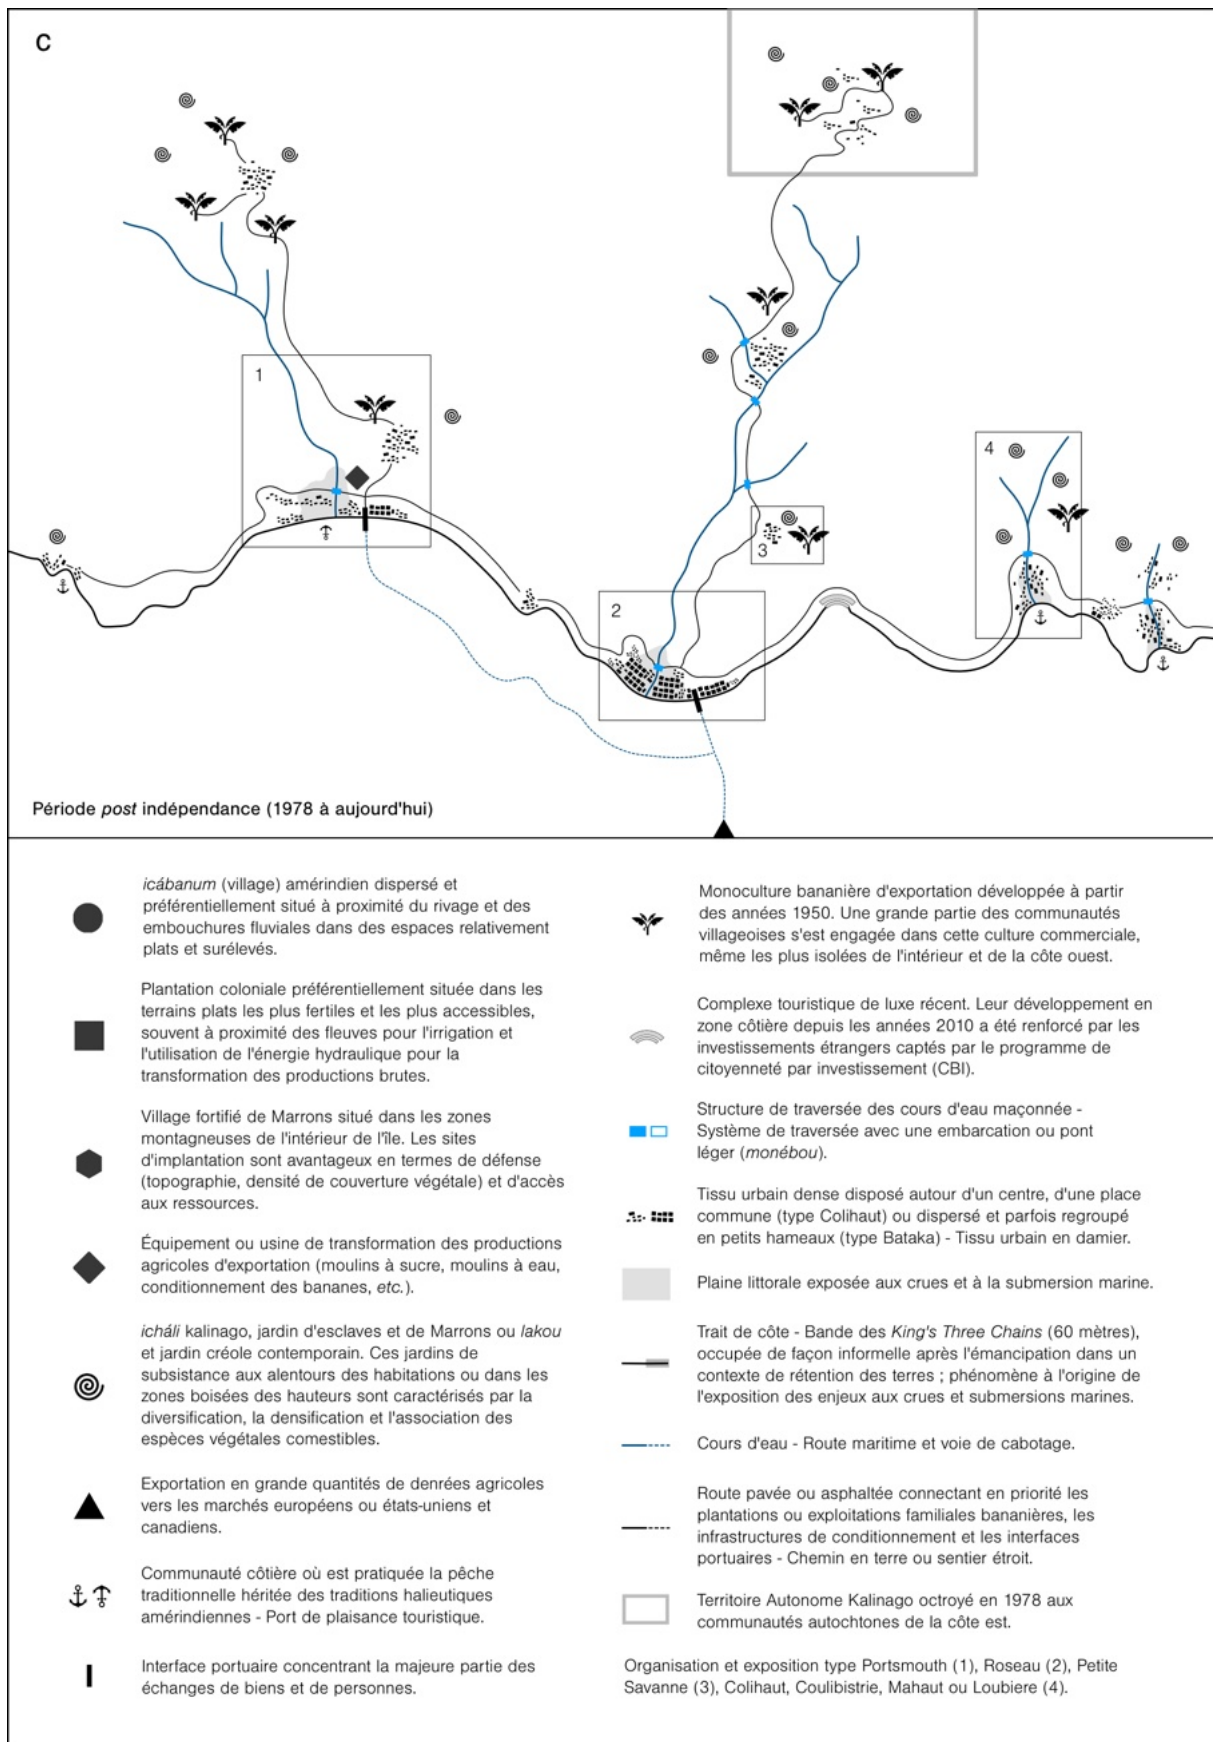 C
1
4
3
2
Période post indépendance (1978 à aujourd'hui)
icábanum (village) amérindien dispersé et
préférentiellement situé à proximité du rivage et des
embouchures fluviales dans des espaces relativement
plats et surélevés.
Plantation coloniale préférentiellement située dans les
terrains plats les plus fertiles et les plus accessibles,
souvent à proximité des fleuves pour l'irrigation et
l'utilisation de l'énergie hydraulique pour la
transformation des productions brutes.
Village fortifié de Marrons situé dans les zones
montagneuses de l'intérieur de l'île. Les sites
d'implantation sont avantageux en termes de défense
(topographie, densité de couverture végétale) et d'accès
aux ressources.
Équipement ou usine de transformation des productions
agricoles d'exportation (moulins à sucre, moulins à eau,
conditionnement des bananes, etc.).
icháli kalinago, jardin d'esclaves et de Marrons ou lakou
et jardin créole contemporain. Ces jardins de
subsistance aux alentours des habitations ou dans les
zones boisées des hauteurs sont caractérisés par la
diversification, la densification et l'association des
espèces végétales comestibles.
Exportation en grande quantités de denrées agricoles
vers les marchés européens ou états-uniens et
canadiens.
Communauté côtière où est pratiquée la pêche
traditionnelle héritée des traditions halieutiques
amérindiennes - Port de plaisance touristique.
Interface portuaire concentrant la majeure partie des
échanges de biens et de personnes.
Monoculture bananière d'exportation développée à partir
des années 1950. Une grande partie des communautés
villageoises s'est engagée dans cette culture commerciale,
même les plus isolées de l'intérieur et de la côte ouest.
Complexe touristique de luxe récent. Leur développement en
zone côtière depuis les années 2010 a été renforcé par les
investissements étrangers captés par le programme de
citoyenneté par investissement (CBI).
Structure de traversée des cours d'eau maçonnée -
Système de traversée avec une embarcation ou pont
léger (monébou).
Tissu urbain dense disposé autour d'un centre, d'une place
commune (type Colihaut) ou dispersé et parfois regroupé
en petits hameaux (type Bataka) - Tissu urbain en damier.
Plaine littorale exposée aux crues et à la submersion marine.
Trait de côte - Bande des King's Three Chains (60 mètres),
occupée de façon informelle après l'émancipation dans un
contexte de rétention des terres ; phénomène à l'origine de
l'exposition des enjeux aux crues et submersions marines.
Cours d'eau - Route maritime et voie de cabotage.
Route pavée ou asphaltée connectant en priorité les
plantations ou exploitations familiales bananières, les
infrastructures de conditionnement et les interfaces
portuaires - Chemin en terre ou sentier étroit.
Territoire Autonome Kalinago octroyé en 1978 aux
communautés autochtones de la côte est.
Organisation et exposition type Portsmouth (1), Roseau (2), Petite
Savanne (3), Colihaut, Coulibistrie, Mahaut ou Loubiere (4).